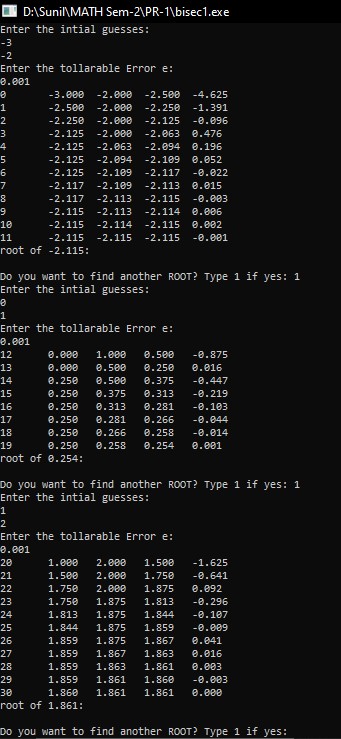 D:\Sunil\MATH Sem-2\PR-1\bisec1.exe
Enter the intial guesses:
-3
-2
Enter the tollarable Error e:
0.001
0 -3.000 -2.000 -2.500 -4.625
1 -2.500 -2.000 -2.250 -1.391
2 -2.250 -2.000 -2.125 -0.096
3 -2.125 -2.000 -2.063 0.476
4 -2.125 -2.063 -2.094 0.196
5 -2.125 -2.094 -2.109 0.052
6 -2.125 -2.109 -2.117 -0.022
7 -2.117 -2.109 -2.113 0.015
8 -2.117 -2.113 -2.115 -0.003
9 -2.115 -2.113 -2.114 0.006
10 -2.115 -2.114 -2.115 0.002
11 -2.115 -2.115 -2.115 -0.001
root of -2.115:
Do you want to find another ROOT? Type 1 if yes: 1
Enter the intial guesses:
0
1
Enter the tollarable Error e:
0.001
12 0.000 1.000 0.500 -0.875
13 0.000 0.500 0.250 0.016
14 0.250 0.500 0.375 -0.447
15 0.250 0.375 0.313 -0.219
16 0.250 0.313 0.281 -0.103
17 0.250 0.281 0.266 -0.044
18 0.250 0.266 0.258 -0.014
19 0.250 0.258 0.254 0.001
root of 0.254:
Do you want to find another ROOT? Type 1 if yes: 1
Enter the intial guesses:
1
2
Enter the tollarable Error e:
0.001
20 1.000 2.000 1.500 -1.625
21 1.500 2.000 1.750 -0.641
22 1.750 2.000 1.875 0.092
23 1.750 1.875 1.813 -0.296
24 1.813 1.875 1.844 -0.107
25 1.844 1.875 1.859 -0.009
26 1.859 1.875 1.867 0.041
27 1.859 1.867 1.863 0.016
28 1.859 1.863 1.861 0.003
29 1.859 1.861 1.860 -0.003
30 1.860 1.861 1.861 0.000
root of 1.861:
Do you want to find another ROOT? Type 1 if yes: